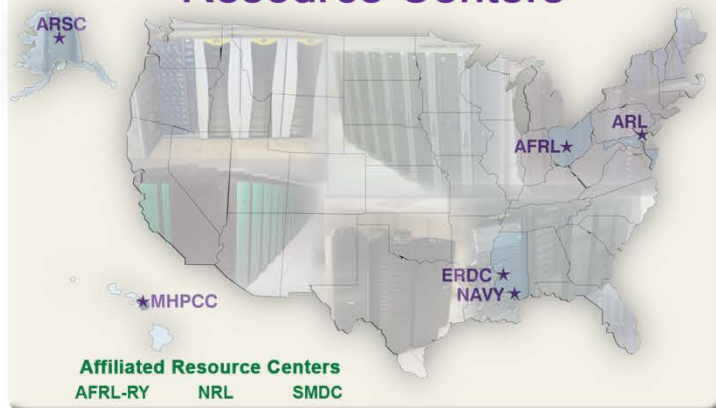 Resource Centers
ARSC
ARL
AFRL
ERDC
NAVY
MHPCC
Affiliated Resource Centers
AFRL-RY NRL SMDC